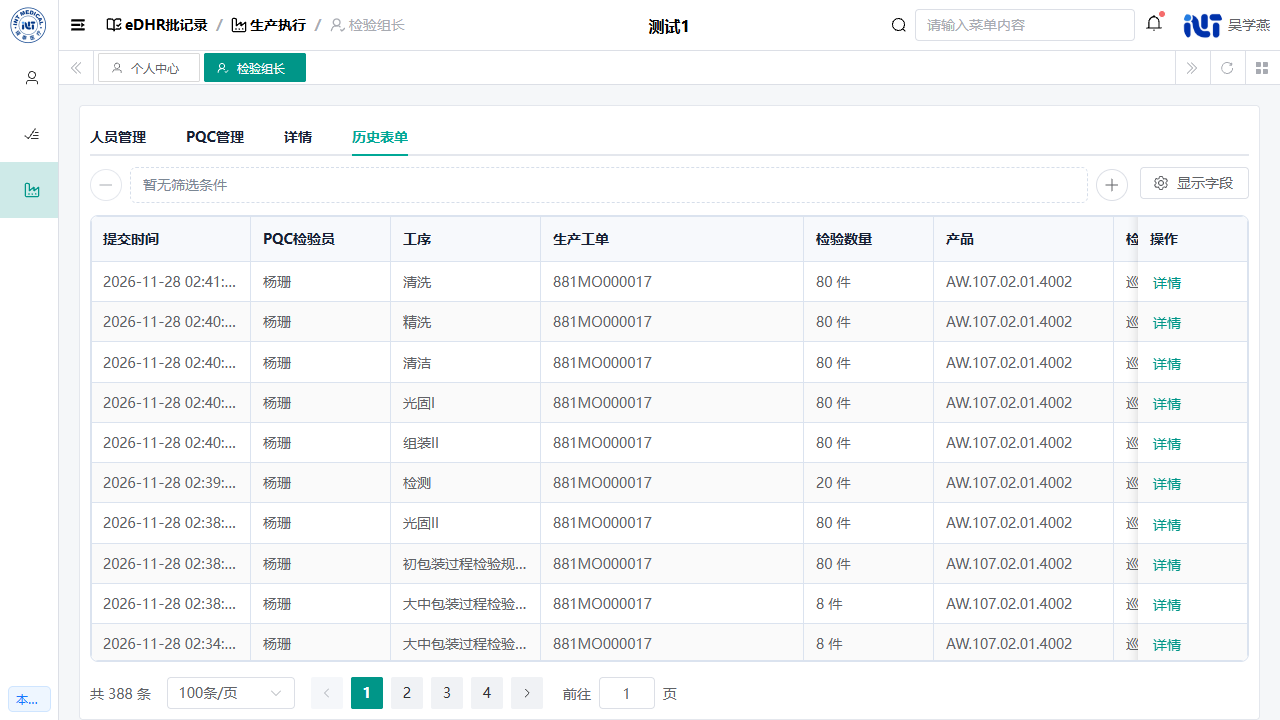 eDHR批记录 / 生产执行 / 检验组长
测试1
请输入菜单内容
吴学燕
个人中心
检验组长
人员管理 PQC管理 详情 历史表单
暂无筛选条件
显示字段
提交时间 PQC检验员 工序 生产工单 检验数量 产品 检 操作
2026-11-28 02:41:... 杨珊 清洗 881MO000017 80 件 AW.107.02.01.4002 巡 详情
2026-11-28 02:40:... 杨珊 精洗 881MO000017 80 件 AW.107.02.01.4002 巡 详情
2026-11-28 02:40:... 杨珊 清洁 881MO000017 80 件 AW.107.02.01.4002 巡 详情
2026-11-28 02:40:... 杨珊 光固I 881MO000017 80 件 AW.107.02.01.4002 巡 详情
2026-11-28 02:40:... 杨珊 组装II 881MO000017 80 件 AW.107.02.01.4002 巡 详情
2026-11-28 02:39:... 杨珊 检测 881MO000017 20 件 AW.107.02.01.4002 巡 详情
2026-11-28 02:38:... 杨珊 光固II 881MO000017 80 件 AW.107.02.01.4002 巡 详情
2026-11-28 02:38:... 杨珊 初包装过程检验规... 881MO000017 80 件 AW.107.02.01.4002 巡 详情
2026-11-28 02:38:... 杨珊 大中包装过程检验... 881MO000017 8 件 AW.107.02.01.4002 巡 详情
2026-11-28 02:34:... 杨珊 大中包装过程检验... 881MO000017 8 件 AW.107.02.01.4002 巡 详情
本...
共 388 条 100条/页 1 2 3 4 前往 1 页